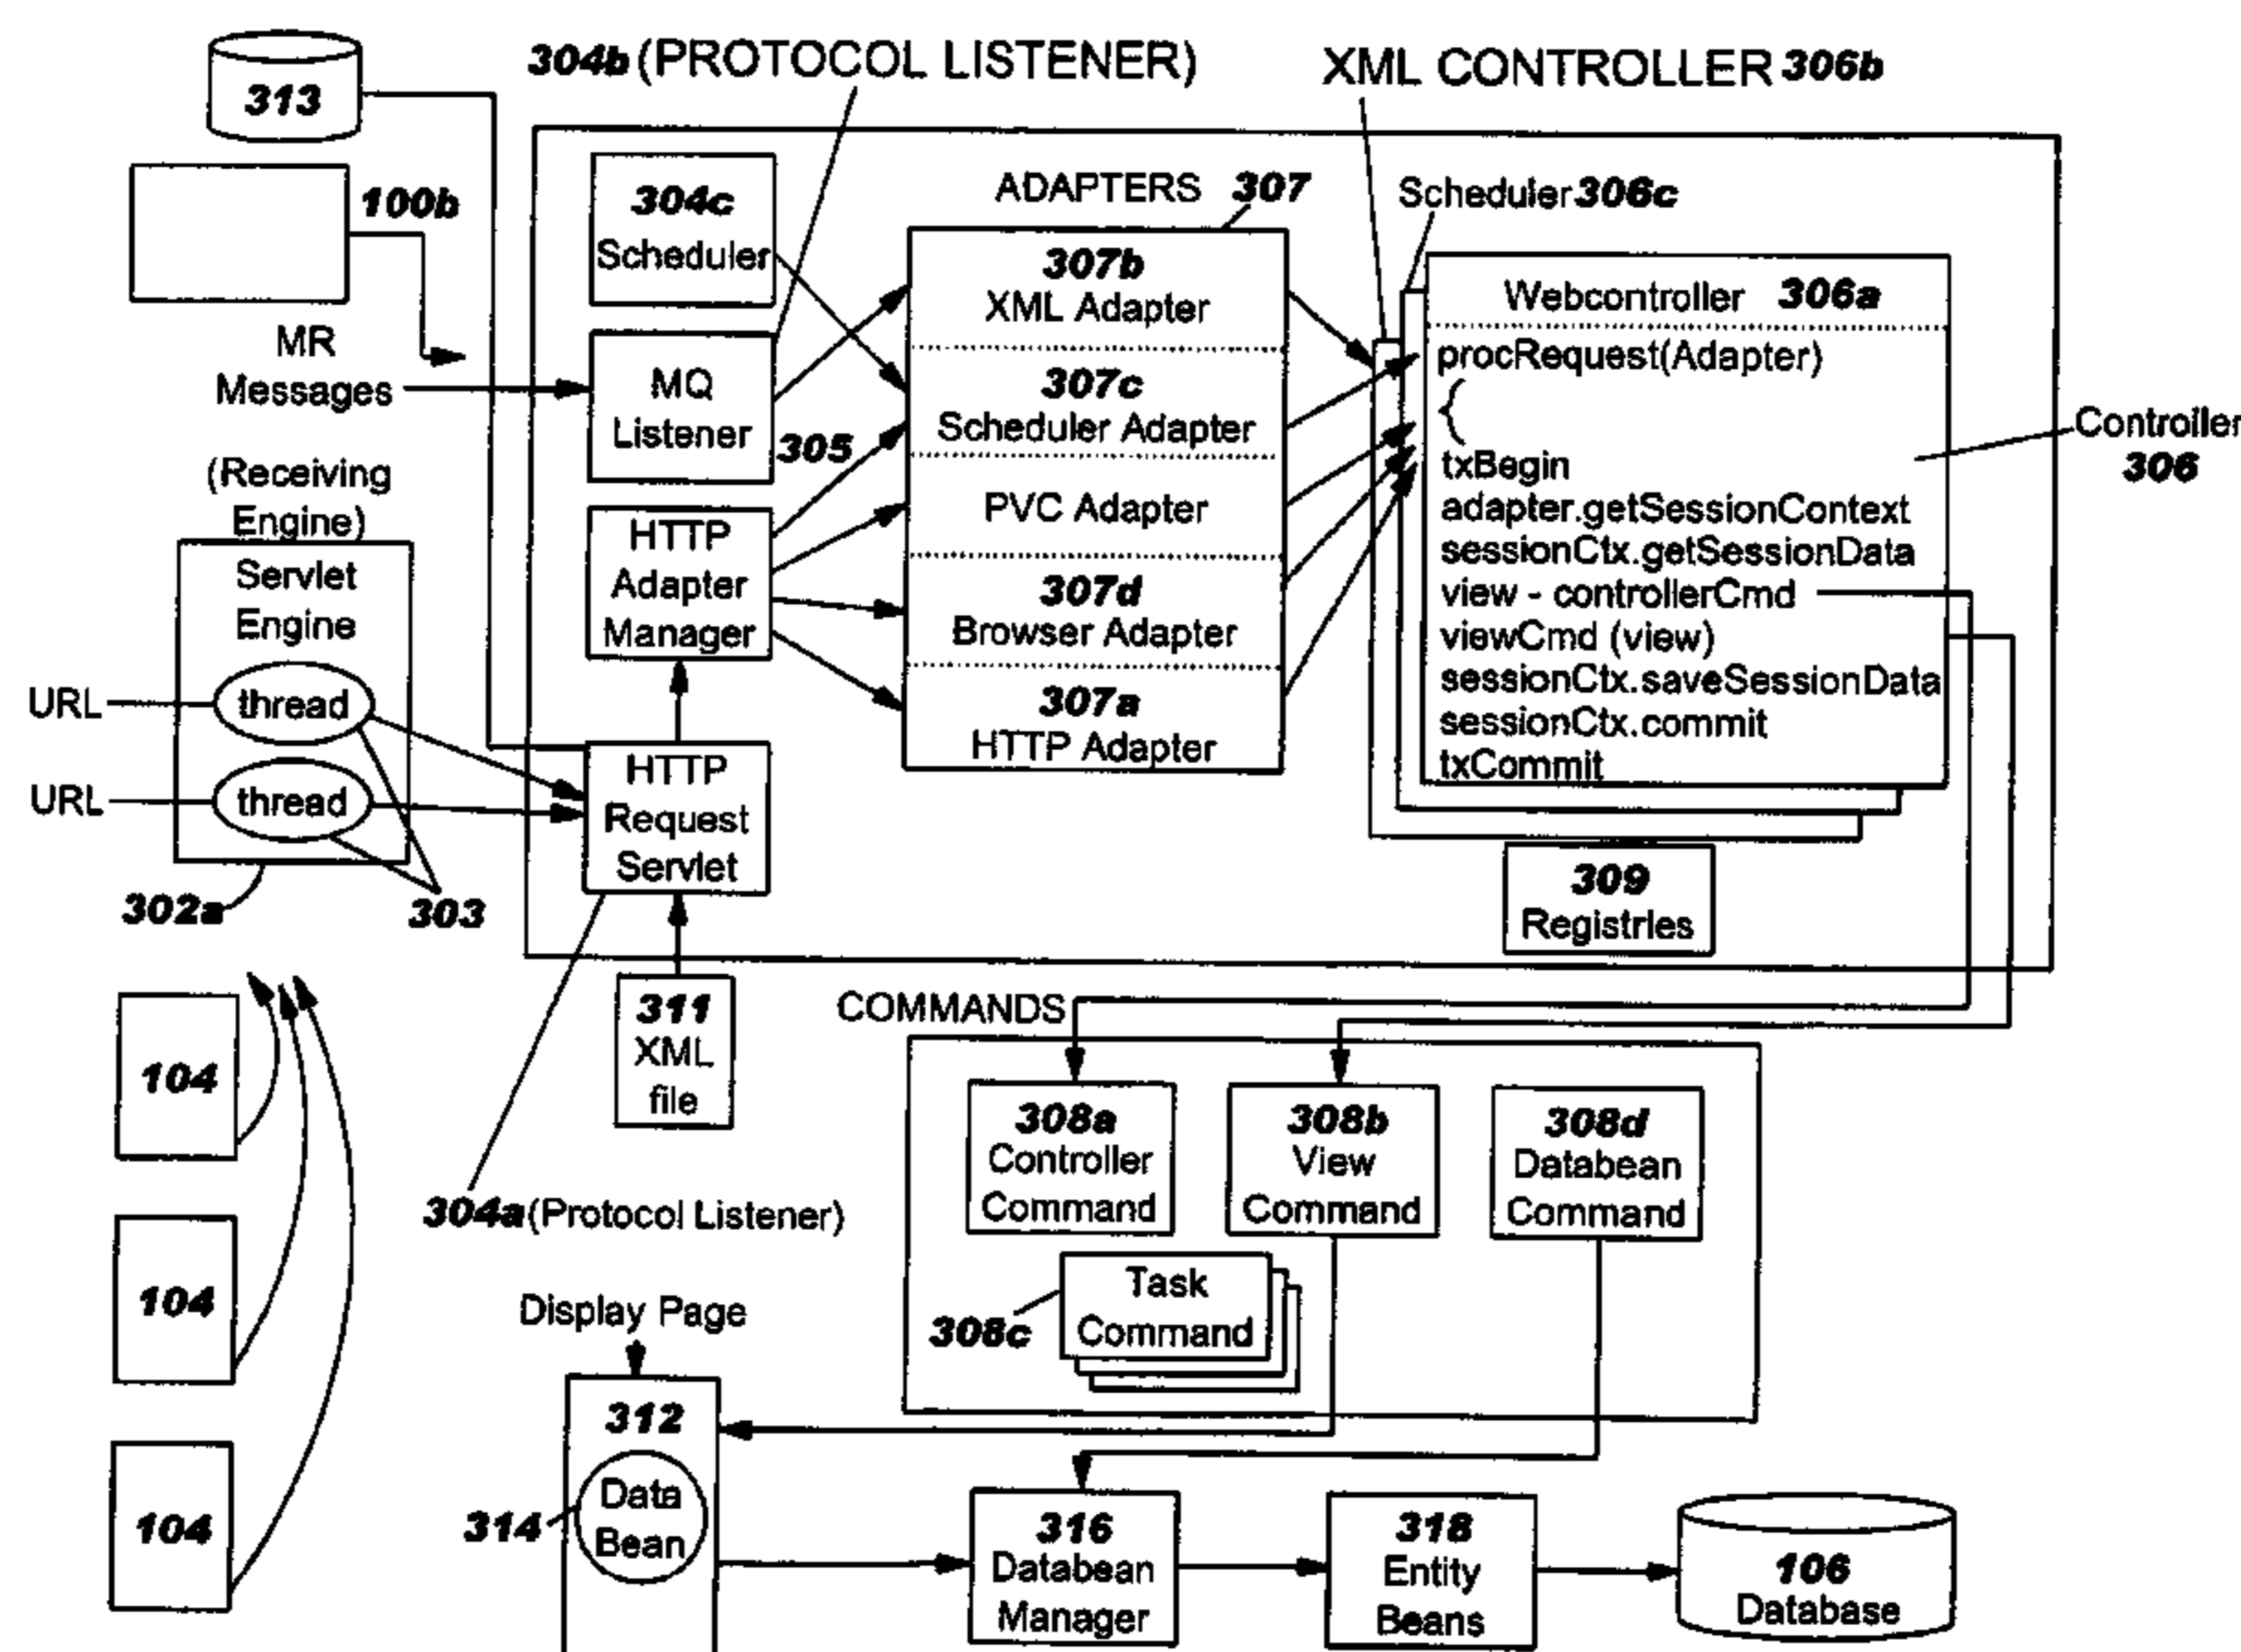 313
304b (PROTOCOL LISTENER)
XML CONTROLLER 306b
100b
304c
Scheduler
ADAPTERS 307
Scheduler 306c
307b
XML Adapter
Webcontroller 306a
MR
Messages
MQ
Listener
305
307c
Scheduler Adapter
procRequest(Adapter)
{
txBegin
adapter.getSessionContext
sessionCtx.getSessionData
view - controllerCmd
viewCmd (view)
sessionCtx.saveSessionData
sessionCtx.commit
txCommit
Controller
306
(Receiving
Engine)
Servlet
Engine
HTTP
Adapter
Manager
PVC Adapter
307d
Browser Adapter
307a
HTTP Adapter
URL
thread
URL
thread
HTTP
Request
Servlet
302a
303
309
Registries
311
XML
file
COMMANDS
104
308a
Controller
Command
308b
View
Command
308d
Databean
Command
304a (Protocol Listener)
104
Display Page
308c
Task
Command
312
104
314
Data
Bean
316
Databean
Manager
318
Entity
Beans
106
Database